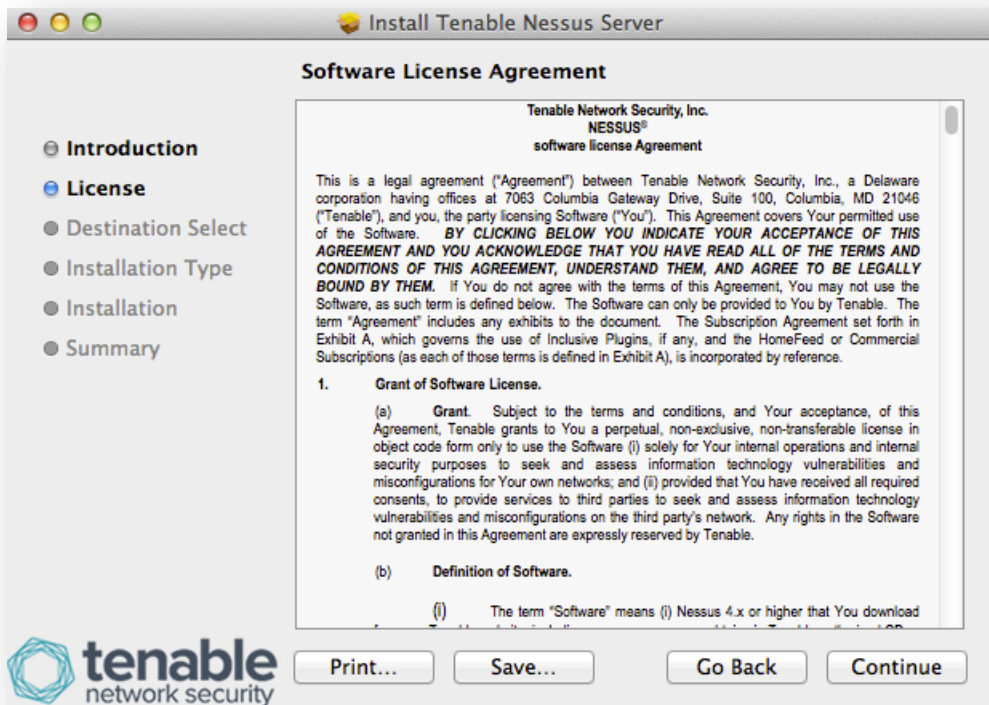 Install Tenable Nessus Server
Software License Agreement
Introduction
License
Destination Select
Installation Type
Installation
Summary
Tenable Network Security, Inc.
NESSUS®
software license Agreement
This is a legal agreement ("Agreement") between Tenable Network Security, Inc., a Delaware
corporation having offices at 7063 Columbia Gateway Drive, Suite 100, Columbia, MD 21046
("Tenable"), and you, the party licensing Software ("You"). This Agreement covers Your permitted use
of the Software. BY CLICKING BELOW YOU INDICATE YOUR ACCEPTANCE OF THIS
AGREEMENT AND YOU ACKNOWLEDGE THAT YOU HAVE READ ALL OF THE TERMS AND
CONDITIONS OF THIS AGREEMENT, UNDERSTAND THEM, AND AGREE TO BE LEGALLY
BOUND BY THEM. If You do not agree with the terms of this Agreement, You may not use the
Software, as such term is defined below. The Software can only be provided to You by Tenable. The
term "Agreement" includes any exhibits to the document. The Subscription Agreement set forth in
Exhibit A, which governs the use of Inclusive Plugins, if any, and the HomeFeed or Commercial
Subscriptions (as each of those terms is defined in Exhibit A), is incorporated by reference.
1. Grant of Software License.
(a) Grant. Subject to the terms and conditions, and Your acceptance, of this
Agreement, Tenable grants to You a perpetual, non-exclusive, non-transferable license in
object code form only to use the Software (i) solely for Your internal operations and internal
security purposes to seek and assess information technology vulnerabilities and
misconfigurations for Your own networks; and (ii) provided that You have received all required
consents, to provide services to third parties to seek and assess information technology
vulnerabilities and misconfigurations on the third party's network. Any rights in the Software
not granted in this Agreement are expressly reserved by Tenable.
(b) Definition of Software.
(i) The term "Software" means (i) Nessus 4.x or higher that You download
tenable
network security
Print...
Save...
Go Back
Continue